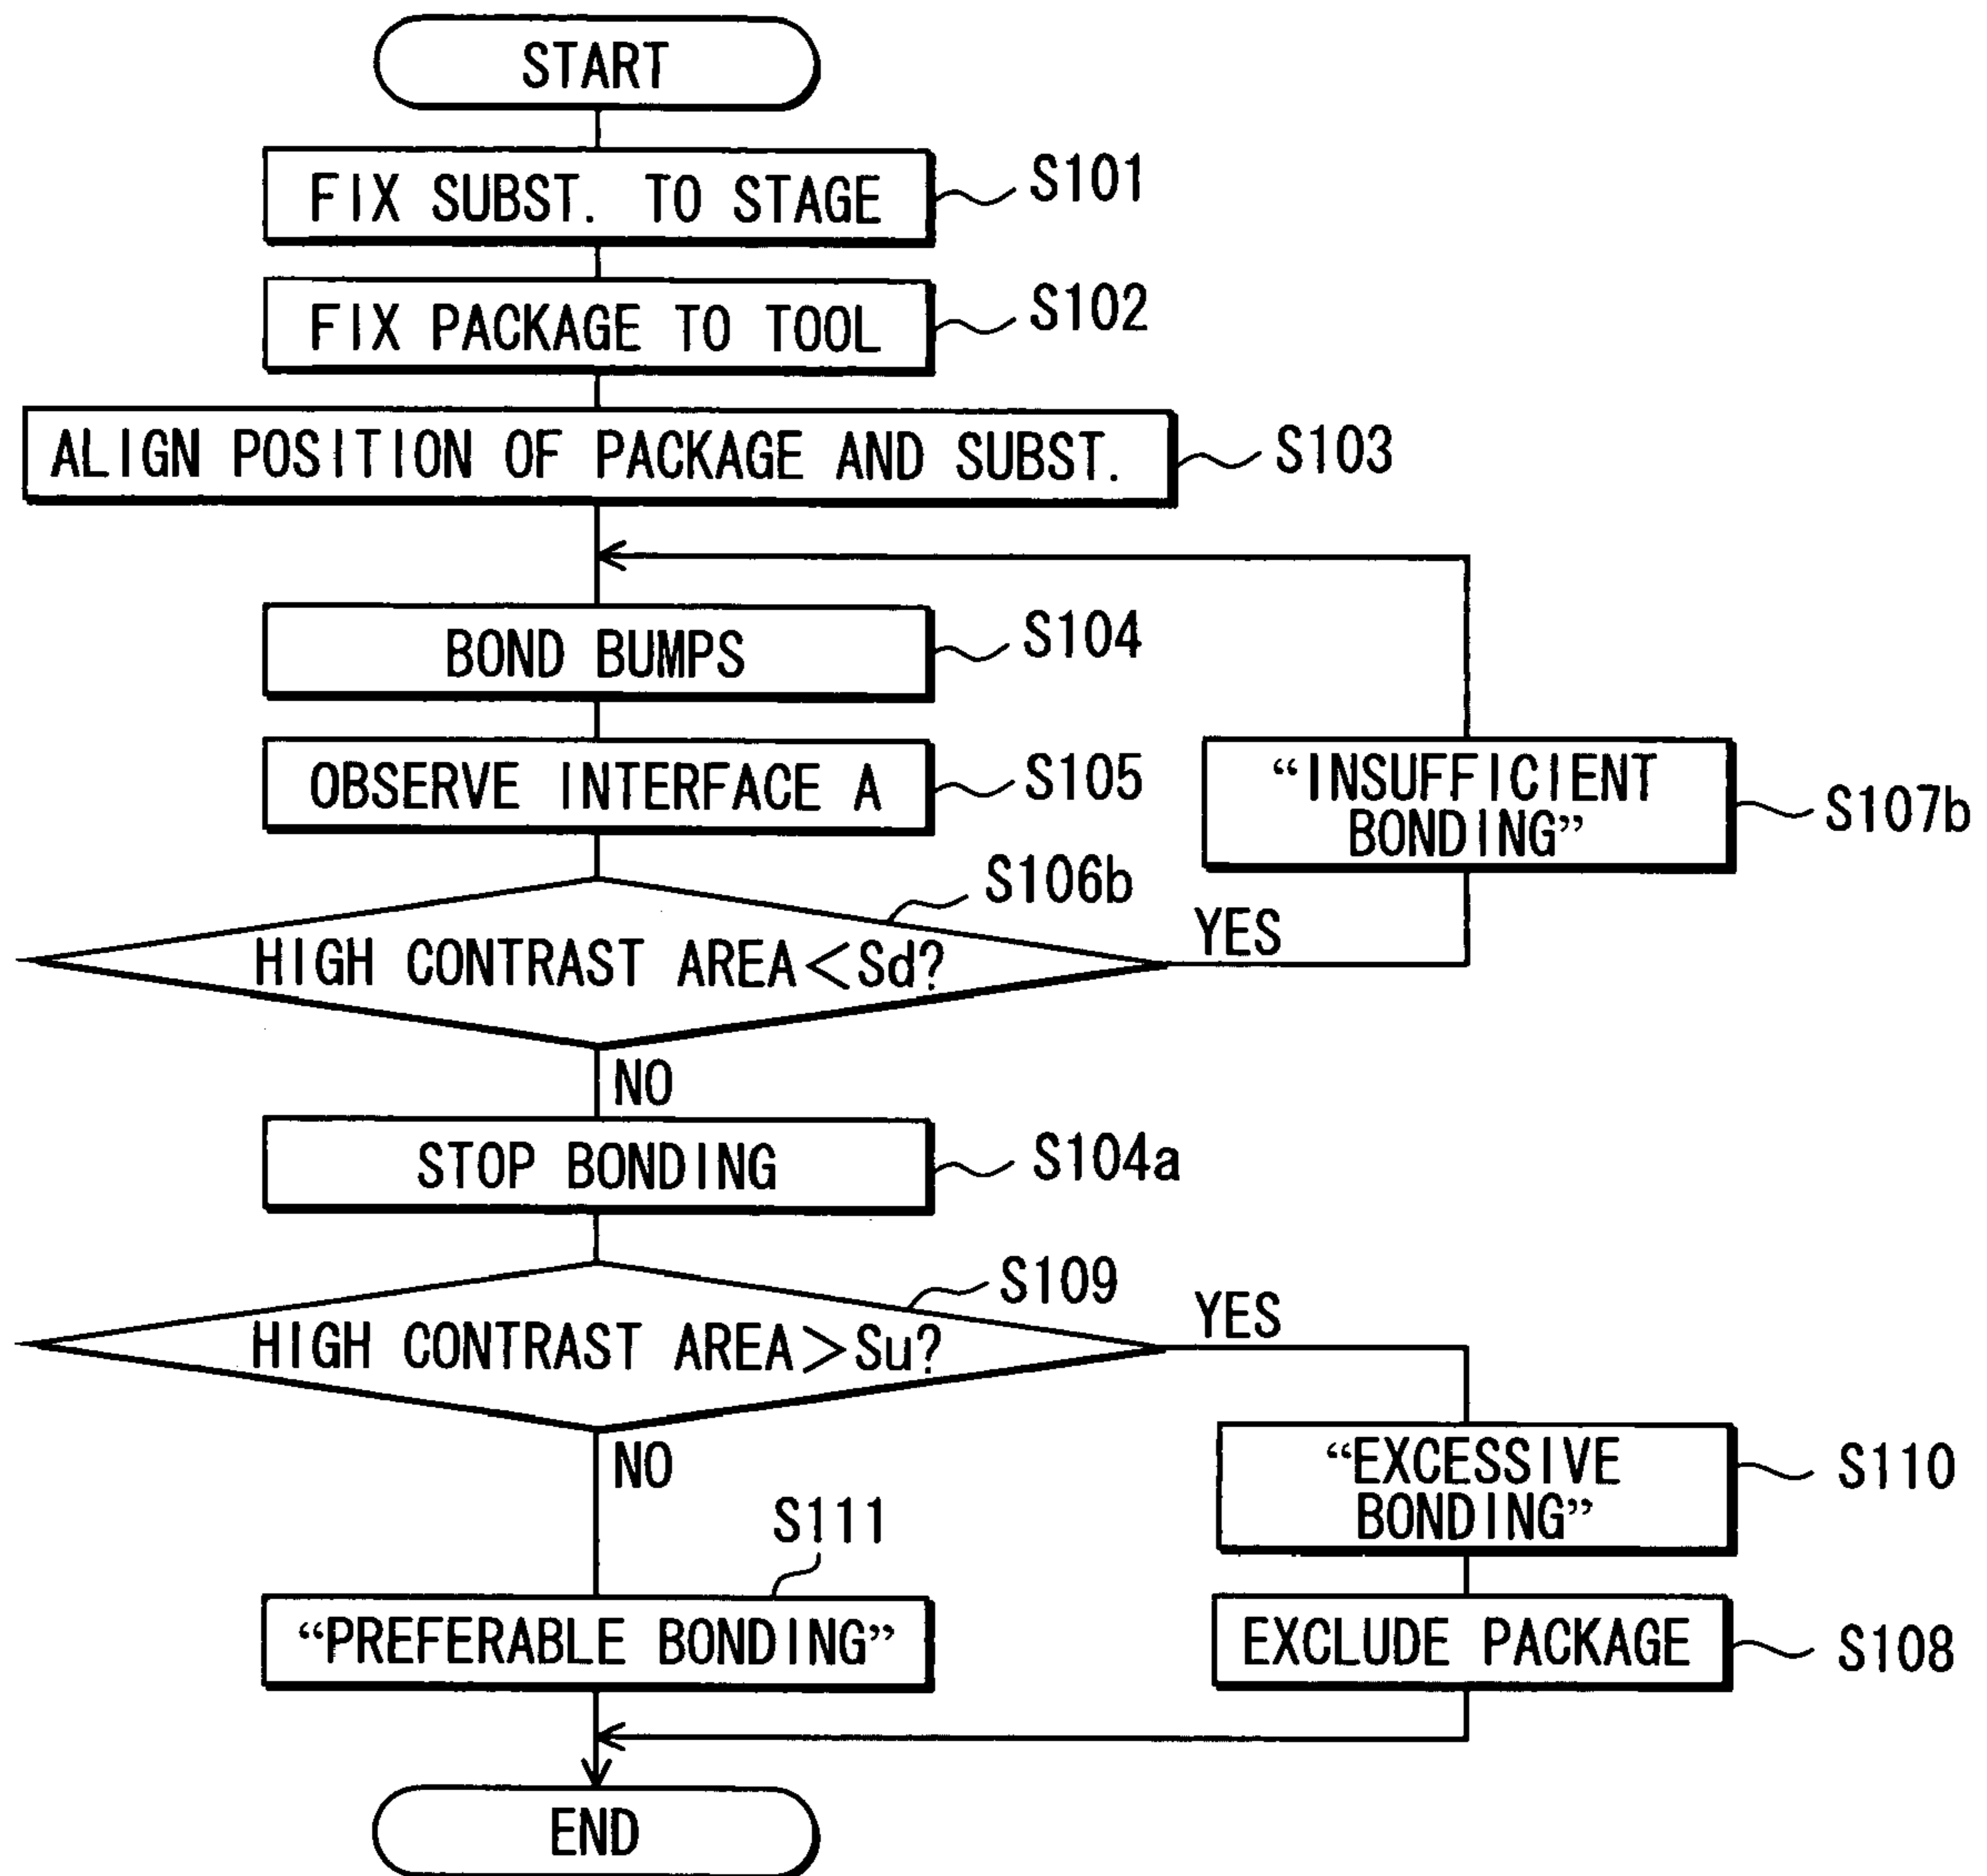 START
FIX SUBST. TO STAGE
S101
FIX PACKAGE TO TOOL
S102
ALIGN POSITION OF PACKAGE AND SUBST.
S103
BOND BUMPS
S104
OBSERVE INTERFACE A
S105
“INSUFFICIENT
BONDING”
S107b
S106b
HIGH CONTRAST AREA<Sd?
YES
NO
STOP BONDING
S104a
S109
HIGH CONTRAST AREA>Su?
YES
NO
“EXCESSIVE
BONDING”
S110
S111
“PREFERABLE BONDING”
EXCLUDE PACKAGE
S108
END